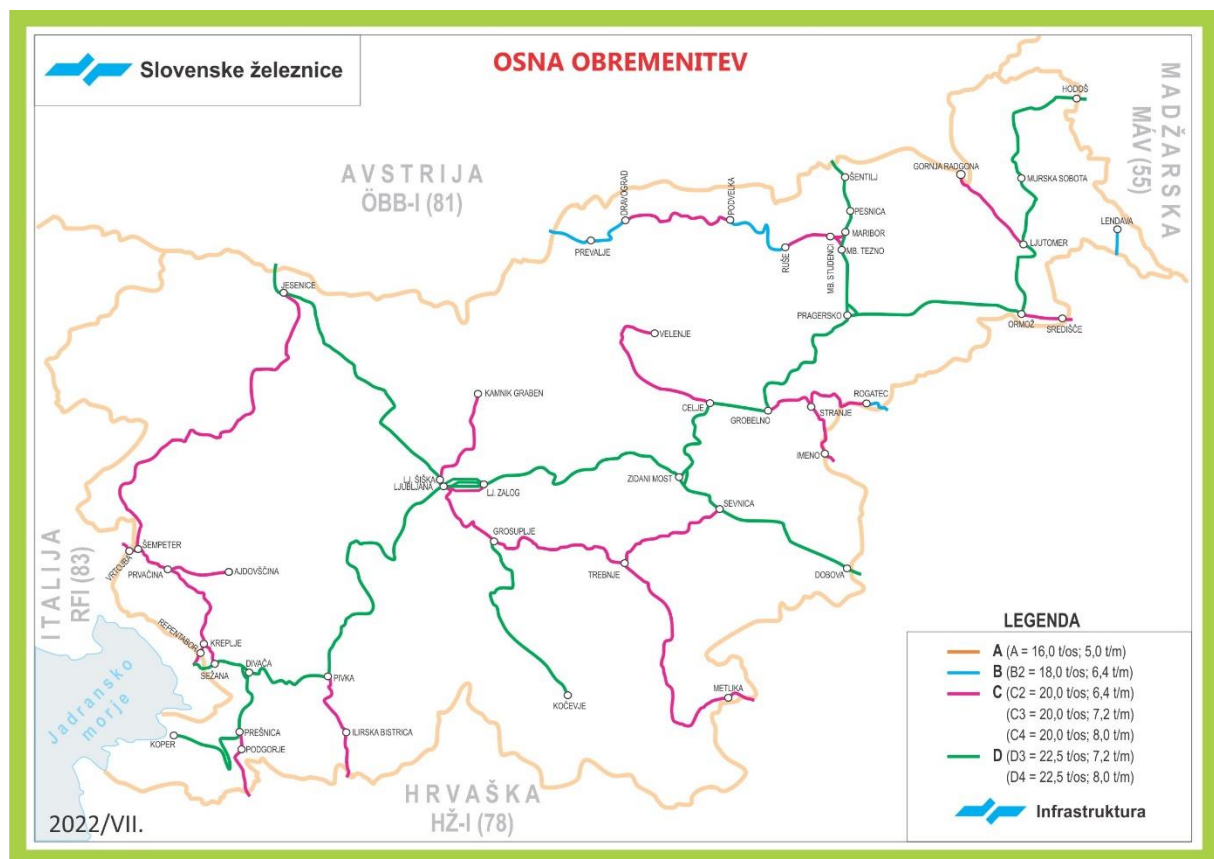 Slovenske železnice
OSNA OBREMENITEV
AVSTRIJA
ÖBB-I (81)
MADŽARSKA
MÁV (55)
HODOŠ
GORNJA RADGONA
MURSKA SOBOTA
LENDAVA
LJUTOMER
ŠENTILJ
PESNICA
MARIBOR
MB. TEZNO
MB. STUDENCI
RUŠE
PODVELKA
DRAVOGRAD
PREVALJE
JESENICE
PRAGERSKO
ORMOŽ
SREDIŠČE
VELENJE
KAMNIK GRABEN
CELJE
GROBELNO
STRANJE
ROGATEC
IMENO
LJ. ŠIŠKA
LJUBLJANA
LJ. ZALOG
ZIDANI MOST
SEVNICA
GROSUPLJE
TREBNJE
DOBOVA
ŠEMPETER
VRTOJBA
PRVAČINA
AJDOVŠČINA
ITALIJA
RFI (83)
REPENTABOR
KREPLJE
SEŽANA
DIVAČA
PIVKA
KOČEVJE
METLIKA
Jadransko
morje
KOPER
PREŠNICA
PODGORJE
ILIRSKA BISTRICA
HRVAŠKA
HŽ-I (78)
2022/VII.
LEGENDA
A (A = 16,0 t/os; 5,0 t/m)
B (B2 = 18,0 t/os; 6,4 t/m)
C (C2 = 20,0 t/os; 6,4 t/m)
(C3 = 20,0 t/os; 7,2 t/m)
(C4 = 20,0 t/os; 8,0 t/m)
D (D3 = 22,5 t/os; 7,2 t/m)
(D4 = 22,5 t/os; 8,0 t/m)
Infrastruktura